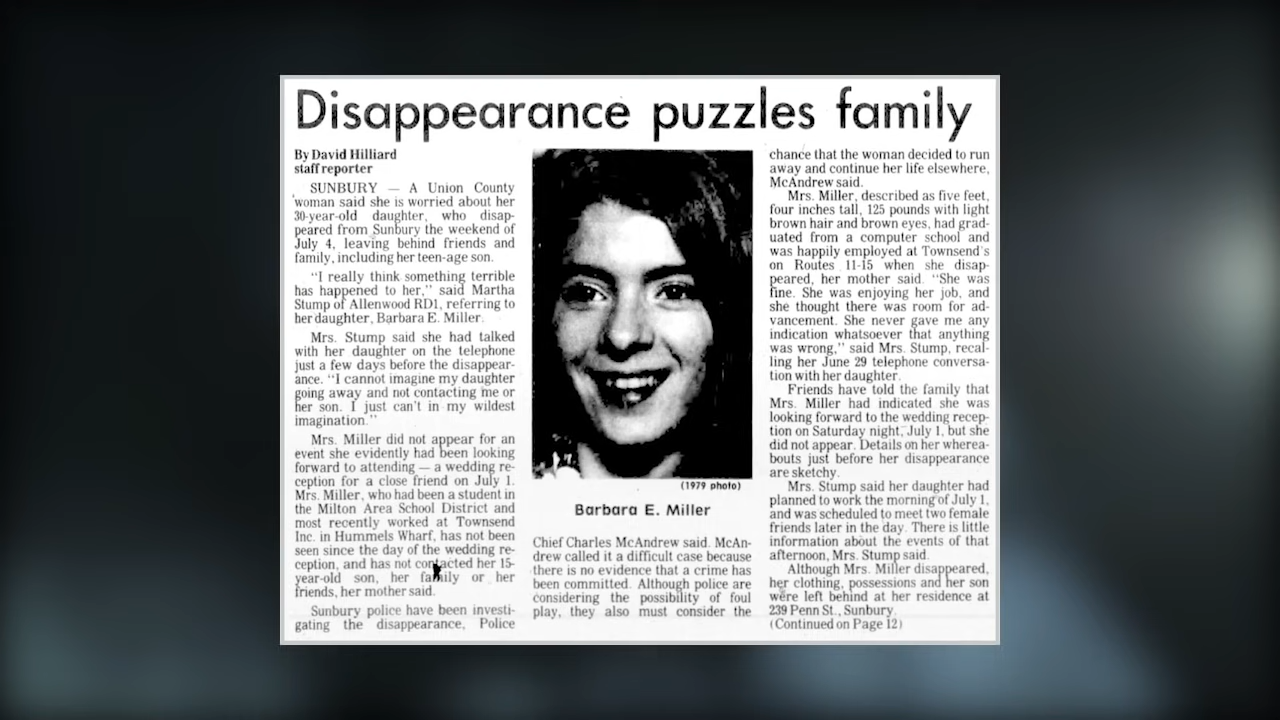 Disappearance puzzles family
By David Hilliard
staff reporter
SUNBURY — A Union County
woman said she is worried about her
30-year-old daughter, who disap-
peared from Sunbury the weekend of
July 4, leaving behind friends and
family, including her teen-age son.
"I really think something terrible
has happened to her," said Martha
Stump of Allenwood RD1, referring to
her daughter, Barbara E. Miller.
Mrs. Stump said she had talked
with her daughter on the telephone
just a few days before the disappear-
ance. "I cannot imagine my daughter
going away and not contacting me or
her son. I just can't in my wildest
imagination."
Mrs. Miller did not appear for an
event she evidently had been looking
forward to attending — a wedding re-
ception for a close friend on July 1.
Mrs. Miller, who had been a student in
the Milton Area School District and
most recently worked at Townsend
Inc. in Hummels Wharf, has not been
seen since the day of the wedding re-
ception, and has not contacted her 15-
year-old son, her family or her
friends, her mother said.
Sunbury police have been investi-
gating the disappearance, Police
(1979 photo)
Barbara E. Miller
Chief Charles McAndrew said. McAn-
drew called it a difficult case because
there is no evidence that a crime has
been committed. Although police are
considering the possibility of foul
play, they also must consider the
chance that the woman decided to run
away and continue her life elsewhere,
McAndrew said.
Mrs. Miller, described as five feet,
four inches tall, 125 pounds with light
brown hair and brown eyes, had grad-
uated from a computer school and
was happily employed at Townsend's
on Routes 11-15 when she disap-
peared, her mother said. "She was
fine. She was enjoying her job, and
she thought there was room for ad-
vancement. She never gave me any
indication whatsoever that anything
was wrong," said Mrs. Stump, recal-
ling her June 29 telephone conversa-
tion with her daughter.
Friends have told the family that
Mrs. Miller had indicated she was
looking forward to the wedding recep-
tion on Saturday night, July 1, but she
did not appear. Details on her where-
abouts just before her disappearance
are sketchy.
Mrs. Stump said her daughter had
planned to work the morning of July 1,
and was scheduled to meet two female
friends later in the day. There is little
information about the events of that
afternoon, Mrs. Stump said.
Although Mrs. Miller disappeared,
her clothing, possessions and her son
were left behind at her residence at
239 Penn St., Sunbury.
(Continued on Page 12)